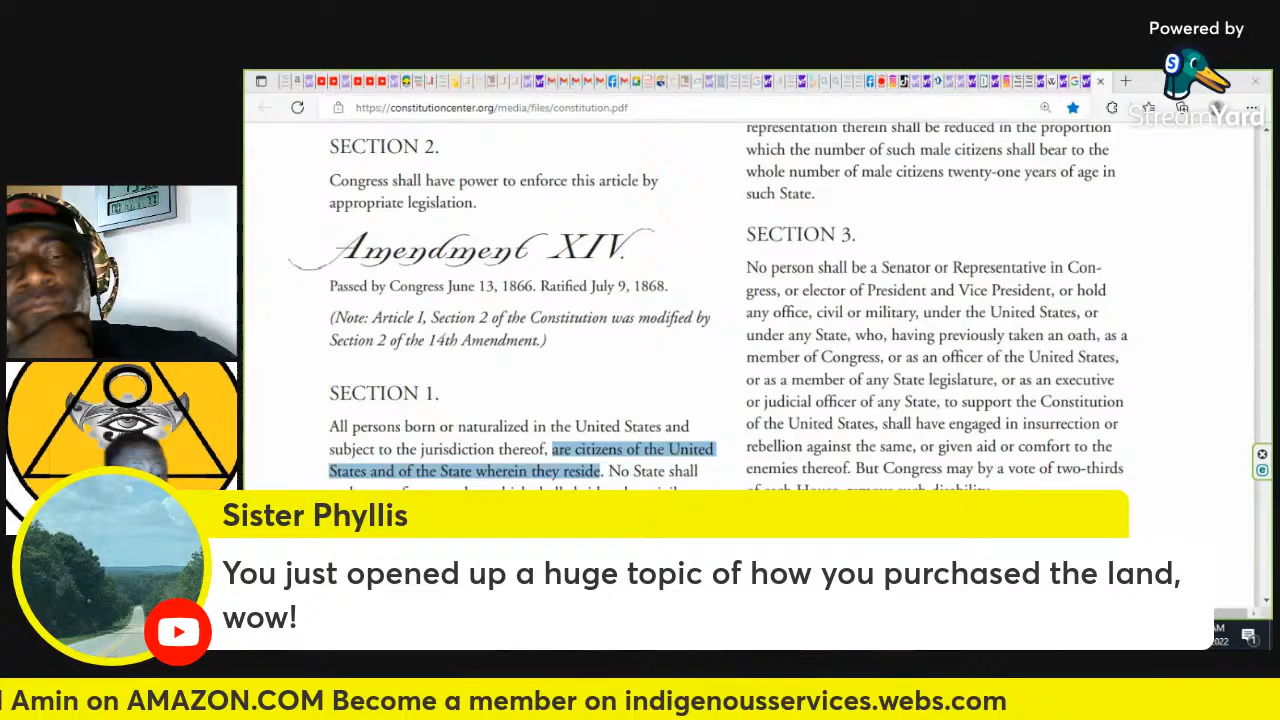 Powered by
StreamYard
https://constitutioncenter.org/media/files/constitution.pdf
SECTION 2.
Congress shall have power to enforce this article by
appropriate legislation.
Amendment XIV.
Passed by Congress June 13, 1866. Ratified July 9, 1868.
(Note: Article I, Section 2 of the Constitution was modified by
Section 2 of the 14th Amendment.)
SECTION 1.
All persons born or naturalized in the United States and
subject to the jurisdiction thereof, are citizens of the United
States and of the State wherein they reside. No State shall
representation therein shall be reduced in the proportion
which the number of such male citizens shall bear to the
whole number of male citizens twenty-one years of age in
such State.
SECTION 3.
No person shall be a Senator or Representative in Con-
gress, or elector of President and Vice President, or hold
any office, civil or military, under the United States, or
under any State, who, having previously taken an oath, as a
member of Congress, or as an officer of the United States,
or as a member of any State legislature, or as an executive
or judicial officer of any State, to support the Constitution
of the United States, shall have engaged in insurrection or
rebellion against the same, or given aid or comfort to the
enemies thereof. But Congress may by a vote of two-thirds
of each House, remove such disability.
AM
2022
Sister Phyllis
You just opened up a huge topic of how you purchased the land,
wow!
Amin on AMAZON.COM Become a member on indigenousservices.webs.com